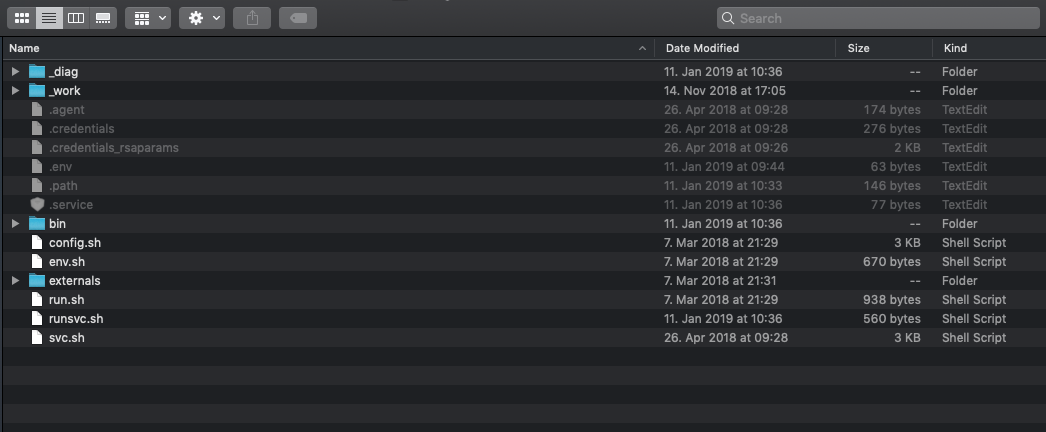 Search
Name Date Modified Size Kind
_diag 11. Jan 2019 at 10:36 -- Folder
_work 14. Nov 2018 at 17:05 -- Folder
.agent 26. Apr 2018 at 09:28 174 bytes TextEdit
.credentials 26. Apr 2018 at 09:28 276 bytes TextEdit
.credentials_rsaparams 26. Apr 2018 at 09:26 2 KB TextEdit
.env 11. Jan 2019 at 09:44 63 bytes TextEdit
.path 11. Jan 2019 at 10:33 146 bytes TextEdit
.service 11. Jan 2019 at 10:36 77 bytes TextEdit
bin 11. Jan 2019 at 10:36 -- Folder
config.sh 7. Mar 2018 at 21:29 3 KB Shell Script
env.sh 7. Mar 2018 at 21:29 670 bytes Shell Script
externals 7. Mar 2018 at 21:31 -- Folder
run.sh 7. Mar 2018 at 21:29 938 bytes Shell Script
runsvc.sh 11. Jan 2019 at 10:36 560 bytes Shell Script
svc.sh 26. Apr 2018 at 09:28 3 KB Shell Script